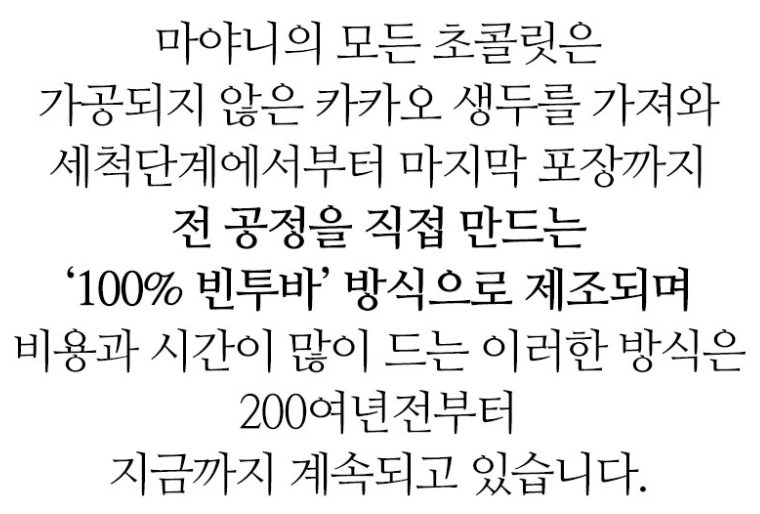 마야니의 모든 초콜릿은
가공되지 않은 카카오 생두를 가져와
세척단계에서부터 마지막 포장까지
전 공정을 직접 만드는
‘100% 빈투바’ 방식으로 제조되며
비용과 시간이 많이 드는 이러한 방식은
200여년전부터
지금까지 계속되고 있습니다.